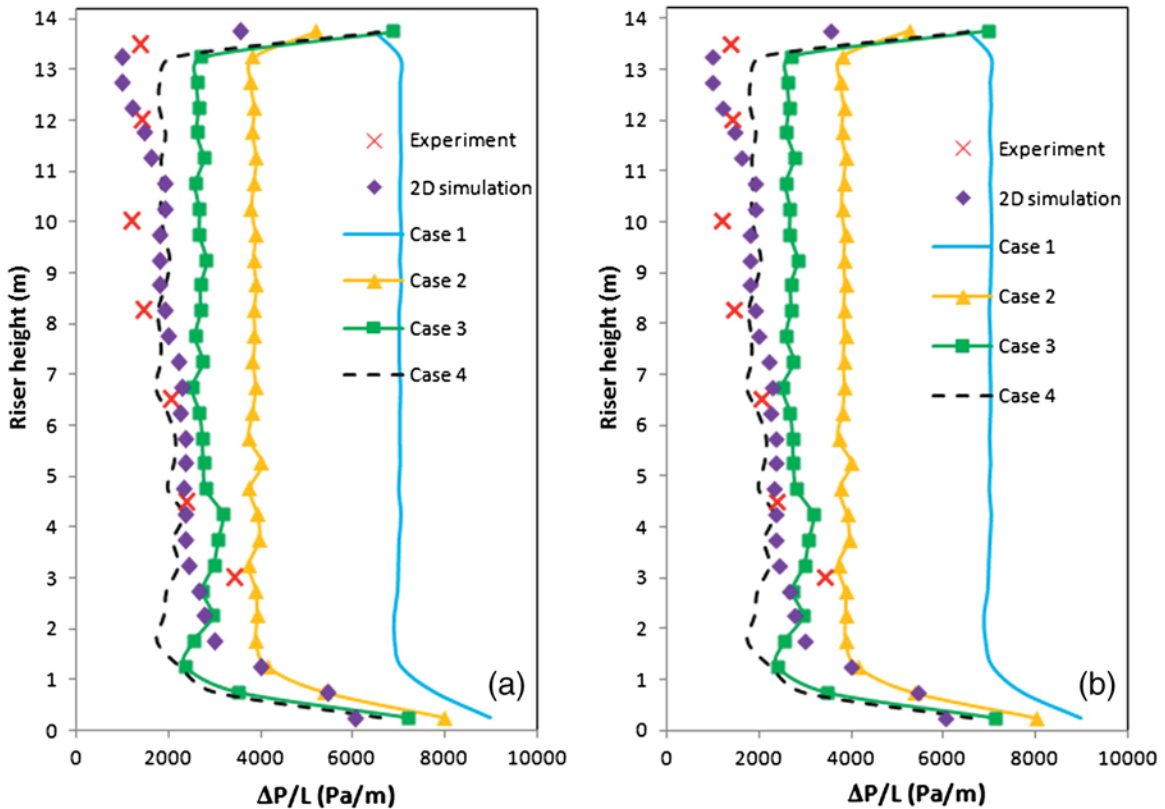 14
13
12
11
10
9
8
7
6
5
4
3
2
1
0
Riser height (m)
0 2000 4000 6000 8000 10000
ΔP/L (Pa/m)
Experiment
2D simulation
Case 1
Case 2
Case 3
Case 4
(a)
14
13
12
11
10
9
8
7
6
5
4
3
2
1
0
Riser height (m)
0 2000 4000 6000 8000 10000
ΔP/L (Pa/m)
Experiment
2D simulation
Case 1
Case 2
Case 3
Case 4
(b)